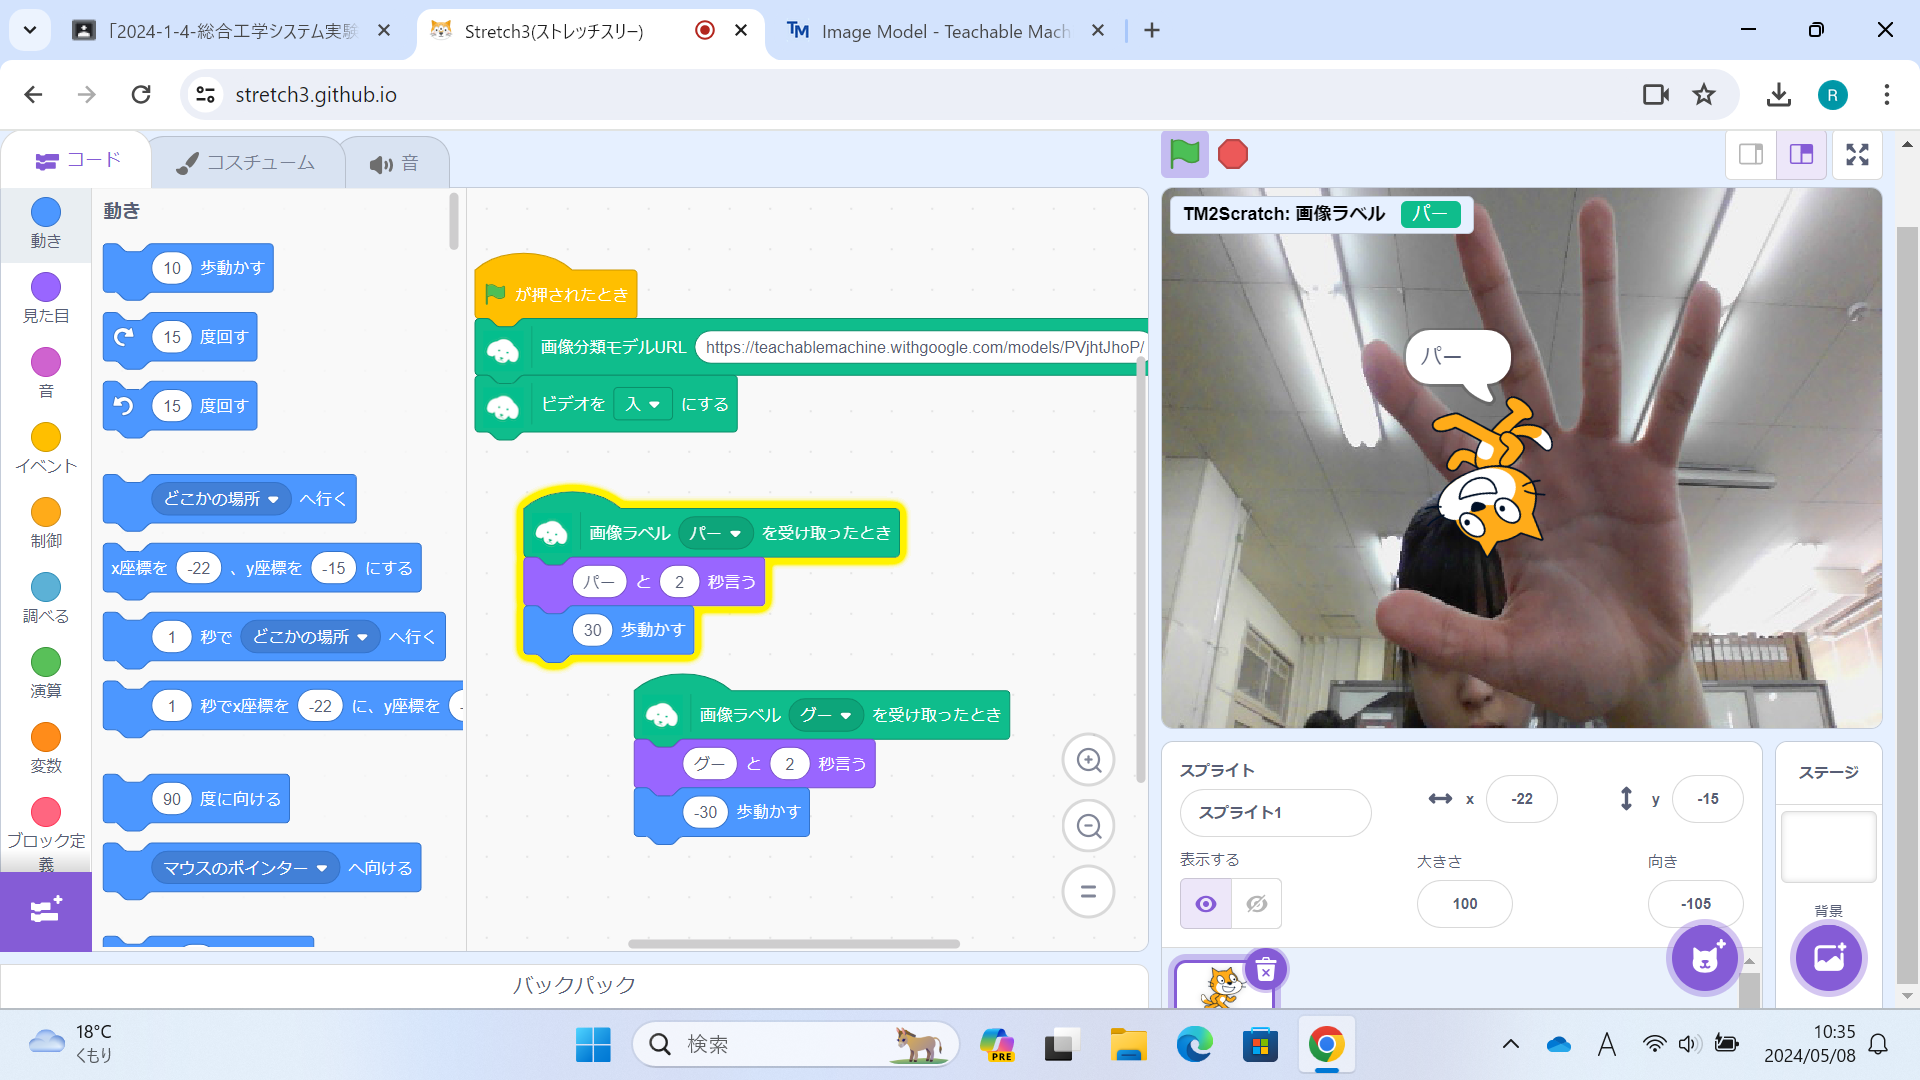 「2024-1-4-総合工学システム実験
Stretch3(ストレッチスリー)
TM
Image Model - Teachable Mach
stretch3.github.io
R
コード
コスチューム
音
動き
見た目
音
イベント
制御
調べる
演算
変数
ブロック定義
動き
10 歩動かす
15 度回す
15 度回す
どこかの場所 へ行く
x座標を -22 、y座標を -15 にする
1 秒で どこかの場所 へ行く
1 秒でx座標を -22 に、y座標を
90 度に向ける
マウスのポインター へ向ける
が押されたとき
画像分類モデルURL https://teachablemachine.withgoogle.com/models/PVjhtJhoP/
ビデオを 入 にする
画像ラベル パー を受け取ったとき
パー と 2 秒言う
30 歩動かす
画像ラベル グー を受け取ったとき
グー と 2 秒言う
-30 歩動かす
バックパック
TM2Scratch: 画像ラベル パー
パー
スプライト
スプライト1
x -22
y -15
表示する
大きさ
100
向き
-105
ステージ
背景
18°C
くもり
検索
PRE
A
10:35
2024/05/08